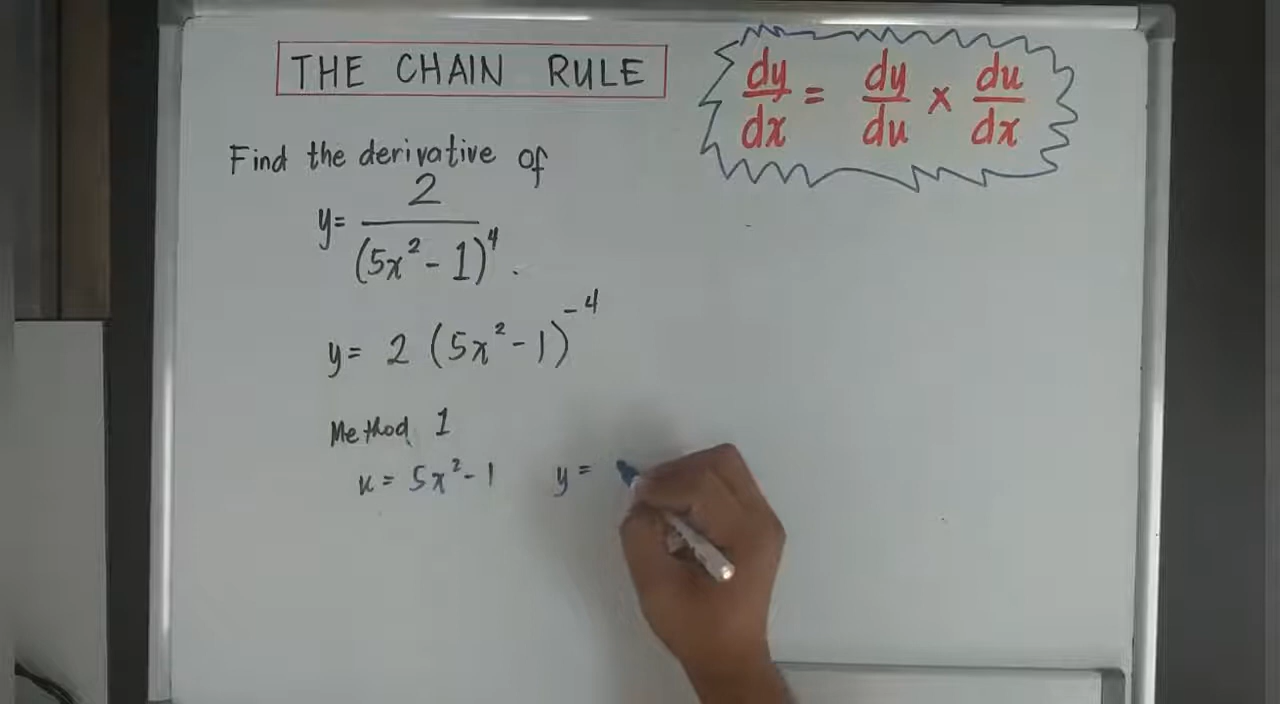 THE CHAIN RULE
dy/dx = dy/du × du/dx
Find the derivative of
y = 2/(5x² - 1)⁴ .
y = 2 (5x² - 1)⁻⁴
Method 1
u = 5x² - 1 y =